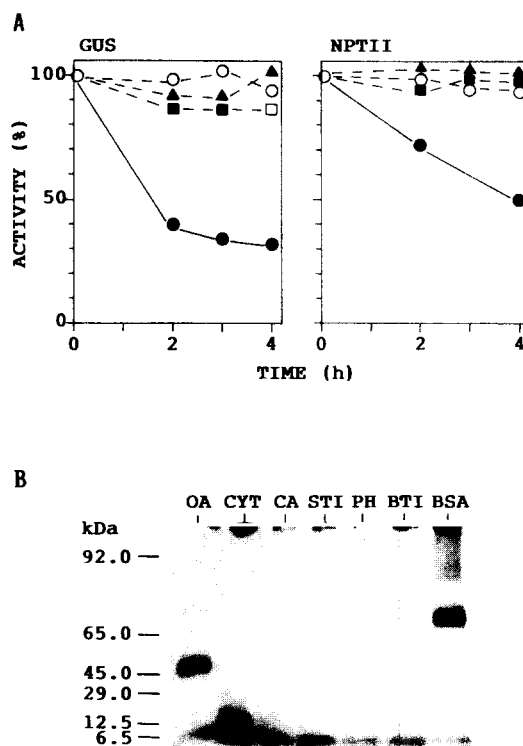 A
GUS
NPTII
100
50
0
ACTIVITY (%)
0 2 4
0 2 4
TIME (h)
B
OA CYT CA STI PH BTI BSA
kDa
92.0
65.0
45.0
29.0
12.5
6.5